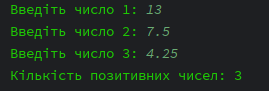 Введіть число 1: 13
Введіть число 2: 7.5
Введіть число 3: 4.25
Кількість позитивних чисел: 3